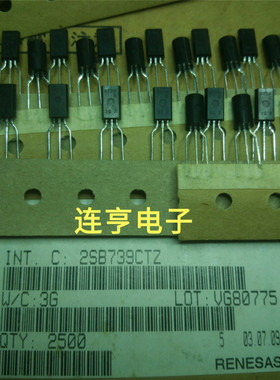 连亨电子
INT. C: 2SB739CTZ
W/C:3G
LOT:VG80775
QTY: 2500
5 03.07.09
RENESAS